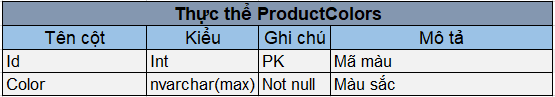 Thực thể ProductColors
Tên cột Kiểu Ghi chú Mô tả
Id Int PK Mã màu
Color nvarchar(max) Not null Màu sắc